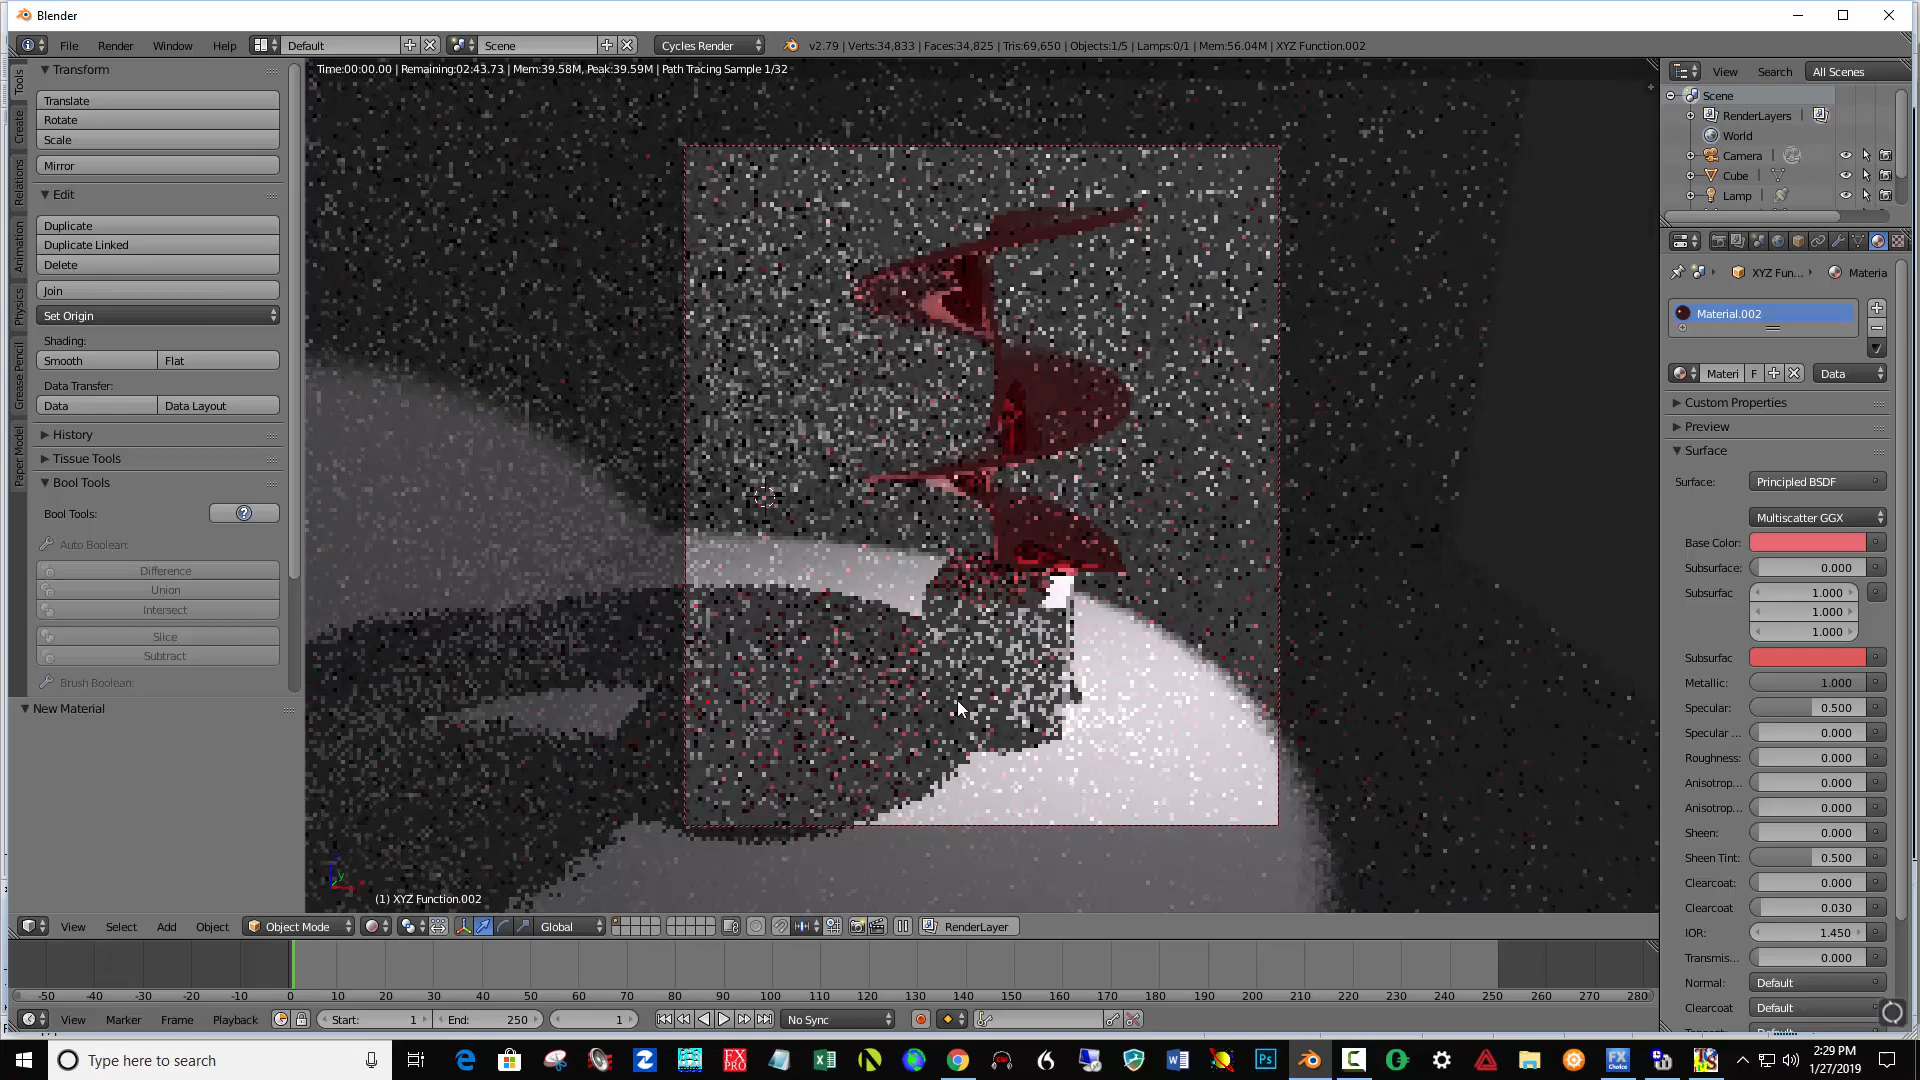 Blender
File Render Window Help Default Scene Cycles Render v2.79 | Verts:34,833 | Faces:34,825 | Tris:69,650 | Objects:1/5 | Lamps:0/1 | Mem:56.04M | XYZ Function.002
Time:00:00.00 | Remaining:02:43.73 | Mem:39.58M, Peak:39.59M | Path Tracing Sample 1/32
Tools
Create
Relations
Animation
Physics
Grease Pencil
Paper Model
Transform
Translate
Rotate
Scale
Mirror
Edit
Duplicate
Duplicate Linked
Delete
Join
Set Origin
Shading:
Smooth Flat
Data Transfer:
Data Data Layout
History
Tissue Tools
Bool Tools
Bool Tools: ?
Auto Boolean:
Difference
Union
Intersect
Slice
Subtract
Brush Boolean:
New Material
y
(1) XYZ Function.002
View Search All Scenes
Scene
RenderLayers
World
Camera
Cube
Lamp
XYZ Fun... Materia
Material.002
Materi F Data
Custom Properties
Preview
Surface
Surface: Principled BSDF
Multiscatter GGX
Base Color:
Subsurface: 0.000
Subsurfac 1.000
1.000
1.000
Subsurfac
Metallic: 1.000
Specular: 0.500
Specular ... 0.000
Roughness: 0.000
Anisotrop... 0.000
Anisotrop... 0.000
Sheen: 0.000
Sheen Tint: 0.500
Clearcoat: 0.000
Clearcoat 0.030
IOR: 1.450
Transmis... 0.000
Normal: Default
Clearcoat Default
View Select Add Object Object Mode Global RenderLayer
-50 -40 -30 -20 -10 0 10 20 30 40 50 60 70 80 90 100 110 120 130 140 150 160 170 180 190 200 210 220 230 240 250 260 270 280
View Marker Frame Playback Start: 1 End: 250 1 No Sync
Type here to search
2:29 PM
1/27/2019